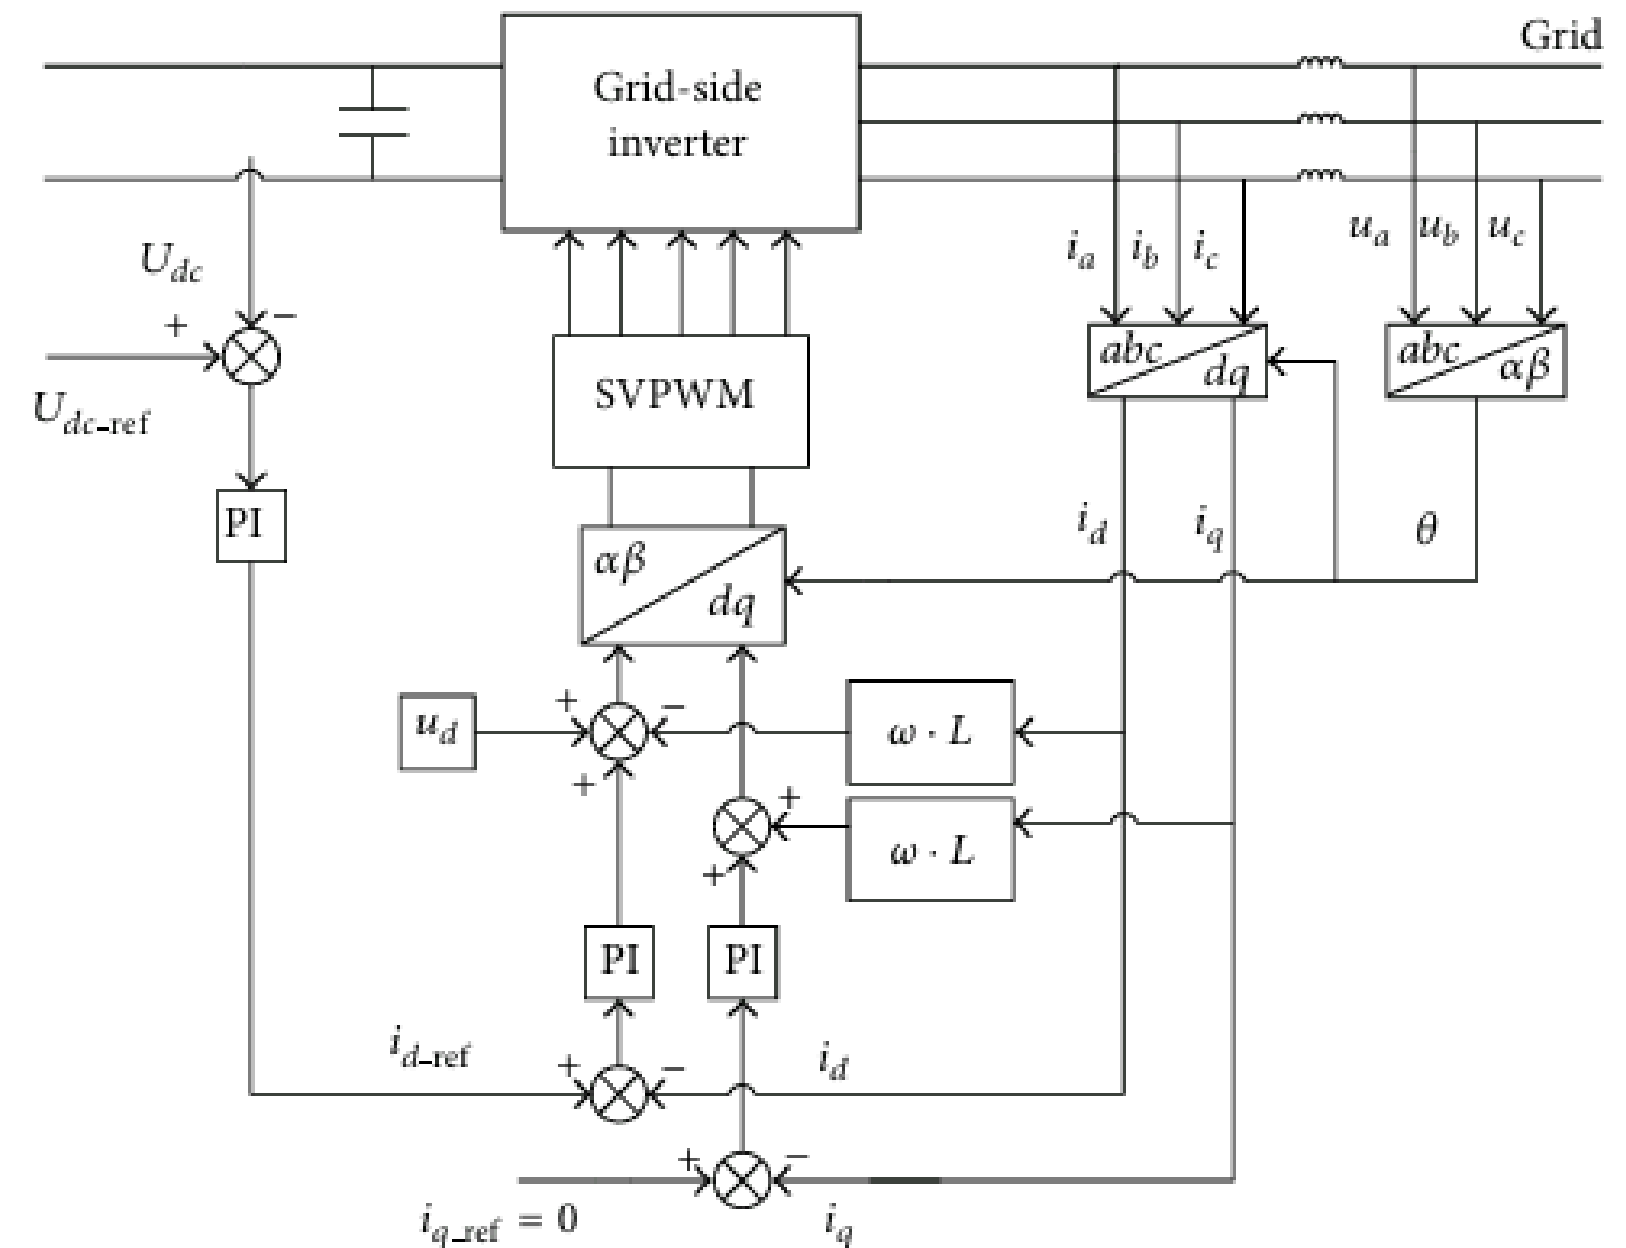 Grid
Grid-side
inverter
i_a i_b i_c
u_a u_b u_c
U_dc
+ −
U_dc-ref
SVPWM
abc
dq
abc
αβ
PI
i_d i_q θ
αβ
dq
u_d
+ −
+
ω · L
+
+
ω · L
PI PI
i_d-ref
+ −
i_d
+ −
i_q_ref = 0
i_q